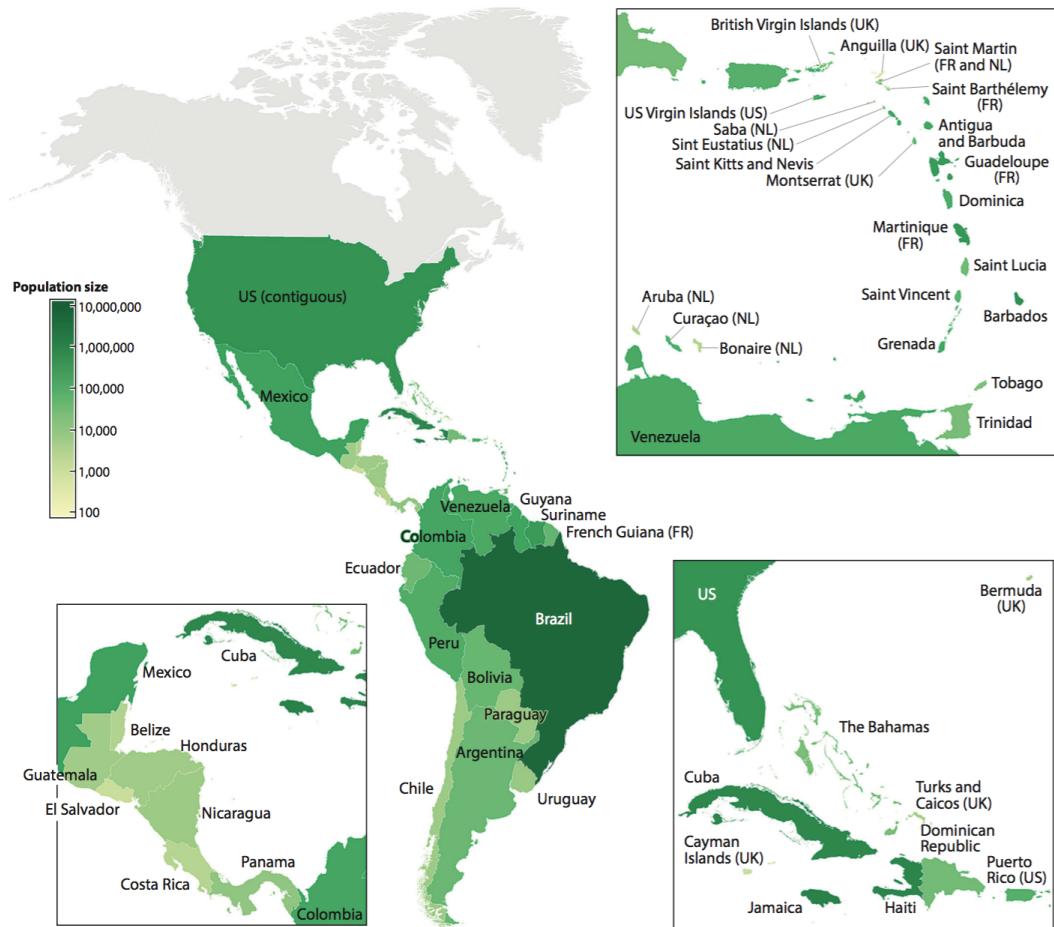 British Virgin Islands (UK)
Anguilla (UK)
Saint Martin
(FR and NL)
Saint Barthélemy
(FR)
US Virgin Islands (US)
Saba (NL)
Sint Eustatius (NL)
Saint Kitts and Nevis
Montserrat (UK)
Antigua
and Barbuda
Guadeloupe
(FR)
Dominica
Martinique
(FR)
Saint Lucia
Saint Vincent
Barbados
Grenada
Aruba (NL)
Curaçao (NL)
Bonaire (NL)
Tobago
Trinidad
Venezuela
Population size
10,000,000
1,000,000
100,000
10,000
1,000
100
US (contiguous)
Mexico
Venezuela
Guyana
Suriname
French Guiana (FR)
Colombia
Ecuador
Brazil
Peru
Bolivia
Paraguay
Argentina
Chile
Uruguay
Cuba
Mexico
Belize
Honduras
Guatemala
El Salvador
Nicaragua
Panama
Costa Rica
Colombia
US
Bermuda
(UK)
The Bahamas
Cuba
Turks and
Caicos (UK)
Cayman
Islands (UK)
Dominican
Republic
Puerto
Rico (US)
Jamaica
Haiti